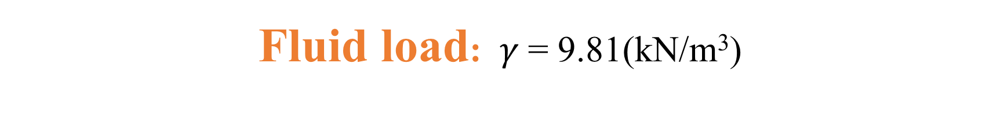 Fluid load: γ = 9.81(kN/m³)